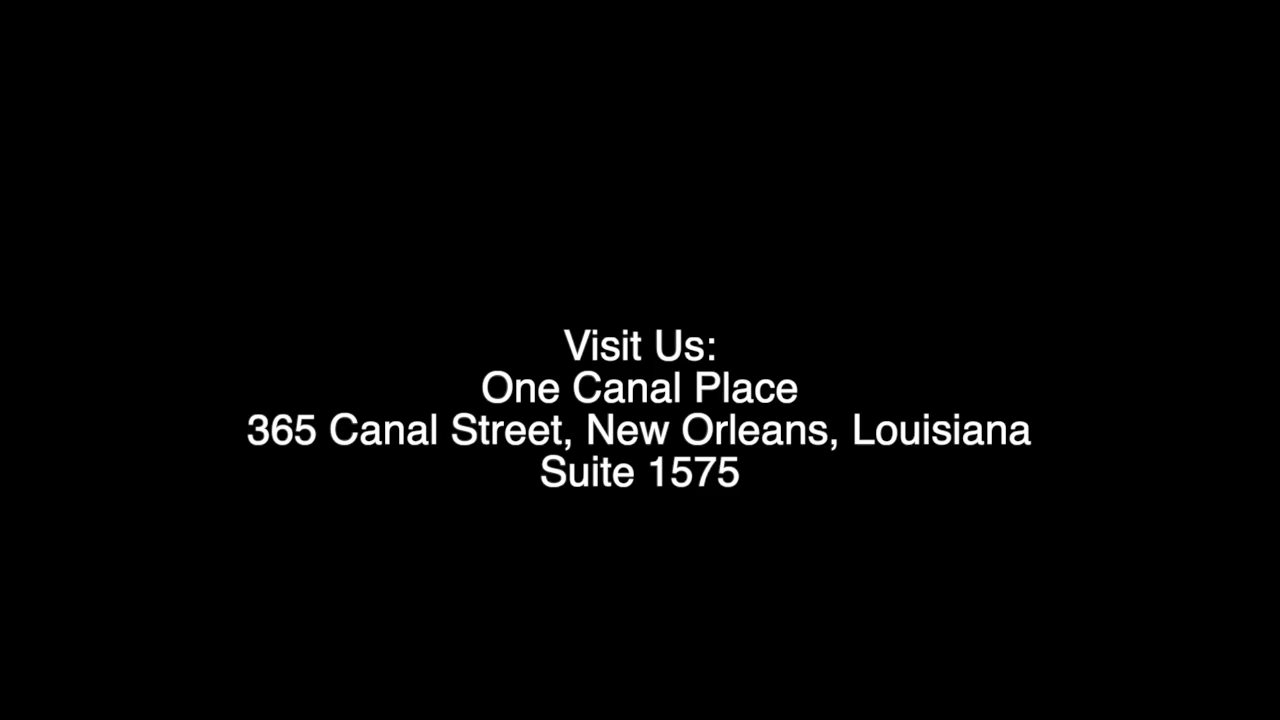 Visit Us:
One Canal Place
365 Canal Street, New Orleans, Louisiana
Suite 1575